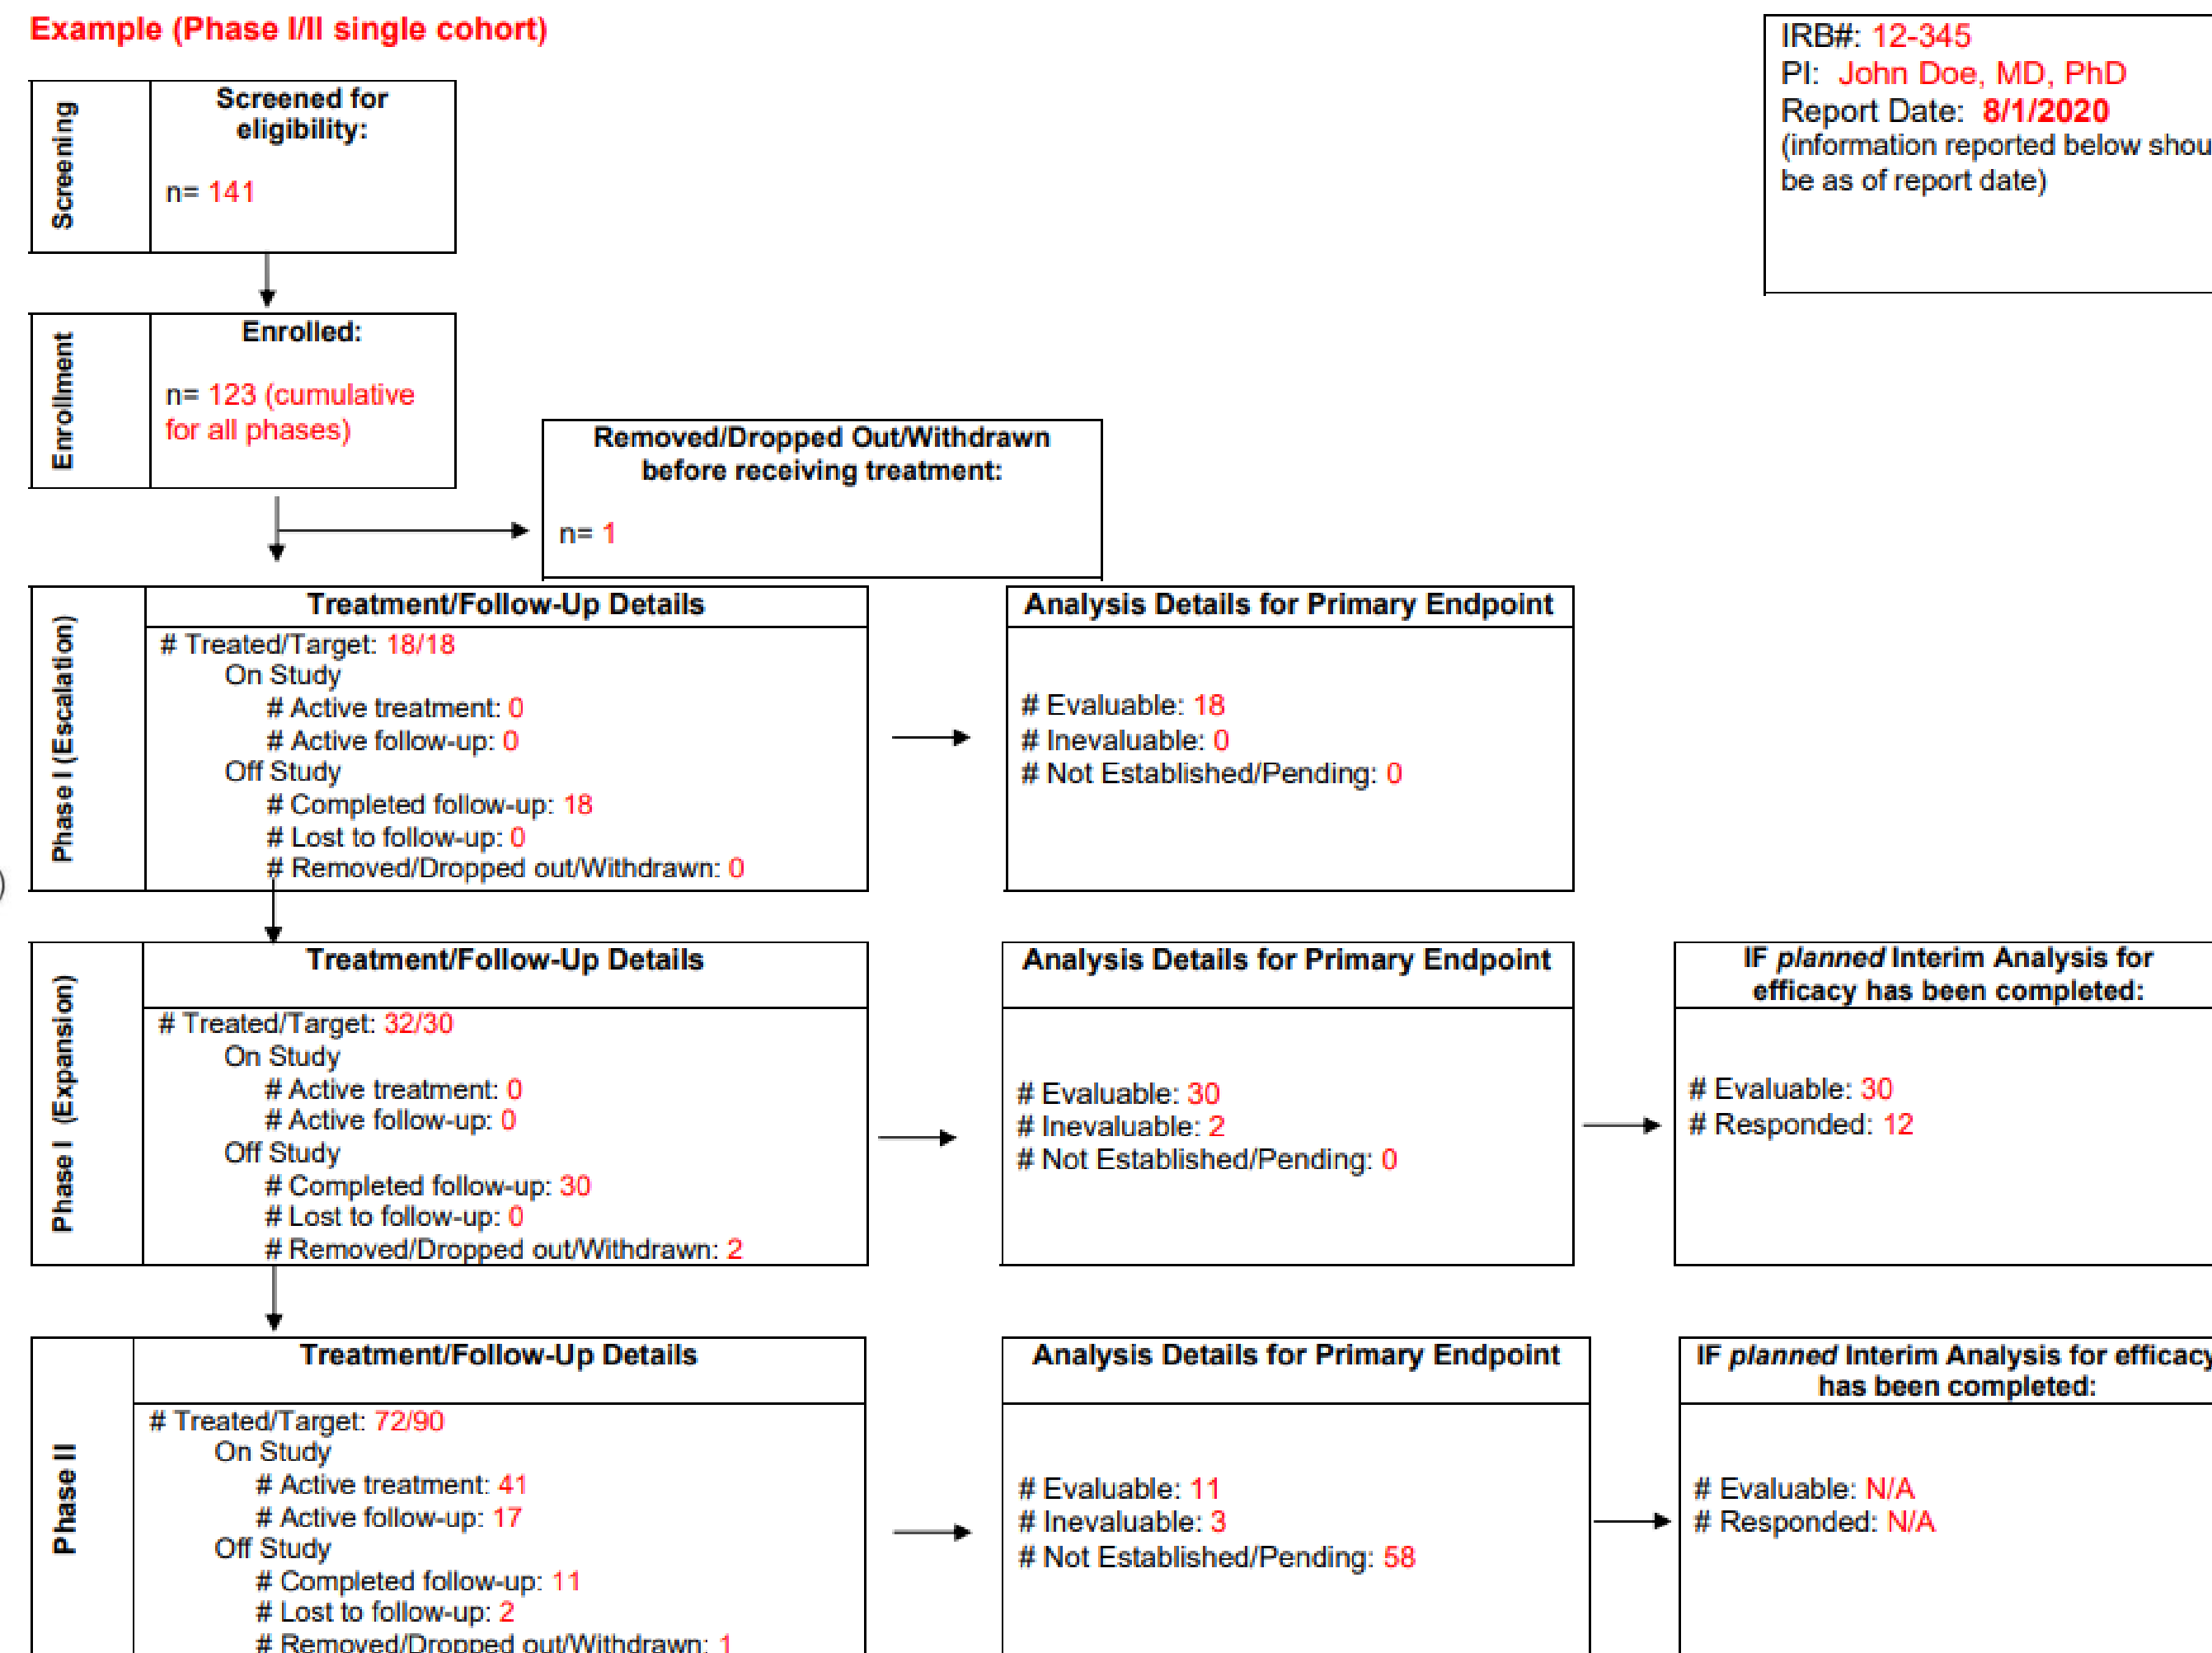 Example (Phase I/II single cohort)
IRB#: 12-345
PI: John Doe, MD, PhD
Report Date: 8/1/2020
(information reported below shou
be as of report date)
Screening
Screened for
eligibility:
n= 141
Enrollment
Enrolled:
n= 123 (cumulative
for all phases)
Removed/Dropped Out/Withdrawn
before receiving treatment:
n= 1
Phase I (Escalation)
Treatment/Follow-Up Details
# Treated/Target: 18/18
On Study
# Active treatment: 0
# Active follow-up: 0
Off Study
# Completed follow-up: 18
# Lost to follow-up: 0
# Removed/Dropped out/Withdrawn: 0
Analysis Details for Primary Endpoint
# Evaluable: 18
# Inevaluable: 0
# Not Established/Pending: 0
)
Phase I (Expansion)
Treatment/Follow-Up Details
# Treated/Target: 32/30
On Study
# Active treatment: 0
# Active follow-up: 0
Off Study
# Completed follow-up: 30
# Lost to follow-up: 0
# Removed/Dropped out/Withdrawn: 2
Analysis Details for Primary Endpoint
# Evaluable: 30
# Inevaluable: 2
# Not Established/Pending: 0
IF planned Interim Analysis for
efficacy has been completed:
# Evaluable: 30
# Responded: 12
Phase II
Treatment/Follow-Up Details
# Treated/Target: 72/90
On Study
# Active treatment: 41
# Active follow-up: 17
Off Study
# Completed follow-up: 11
# Lost to follow-up: 2
# Removed/Dropped out/Withdrawn: 1
Analysis Details for Primary Endpoint
# Evaluable: 11
# Inevaluable: 3
# Not Established/Pending: 58
IF planned Interim Analysis for efficacy
has been completed:
# Evaluable: N/A
# Responded: N/A